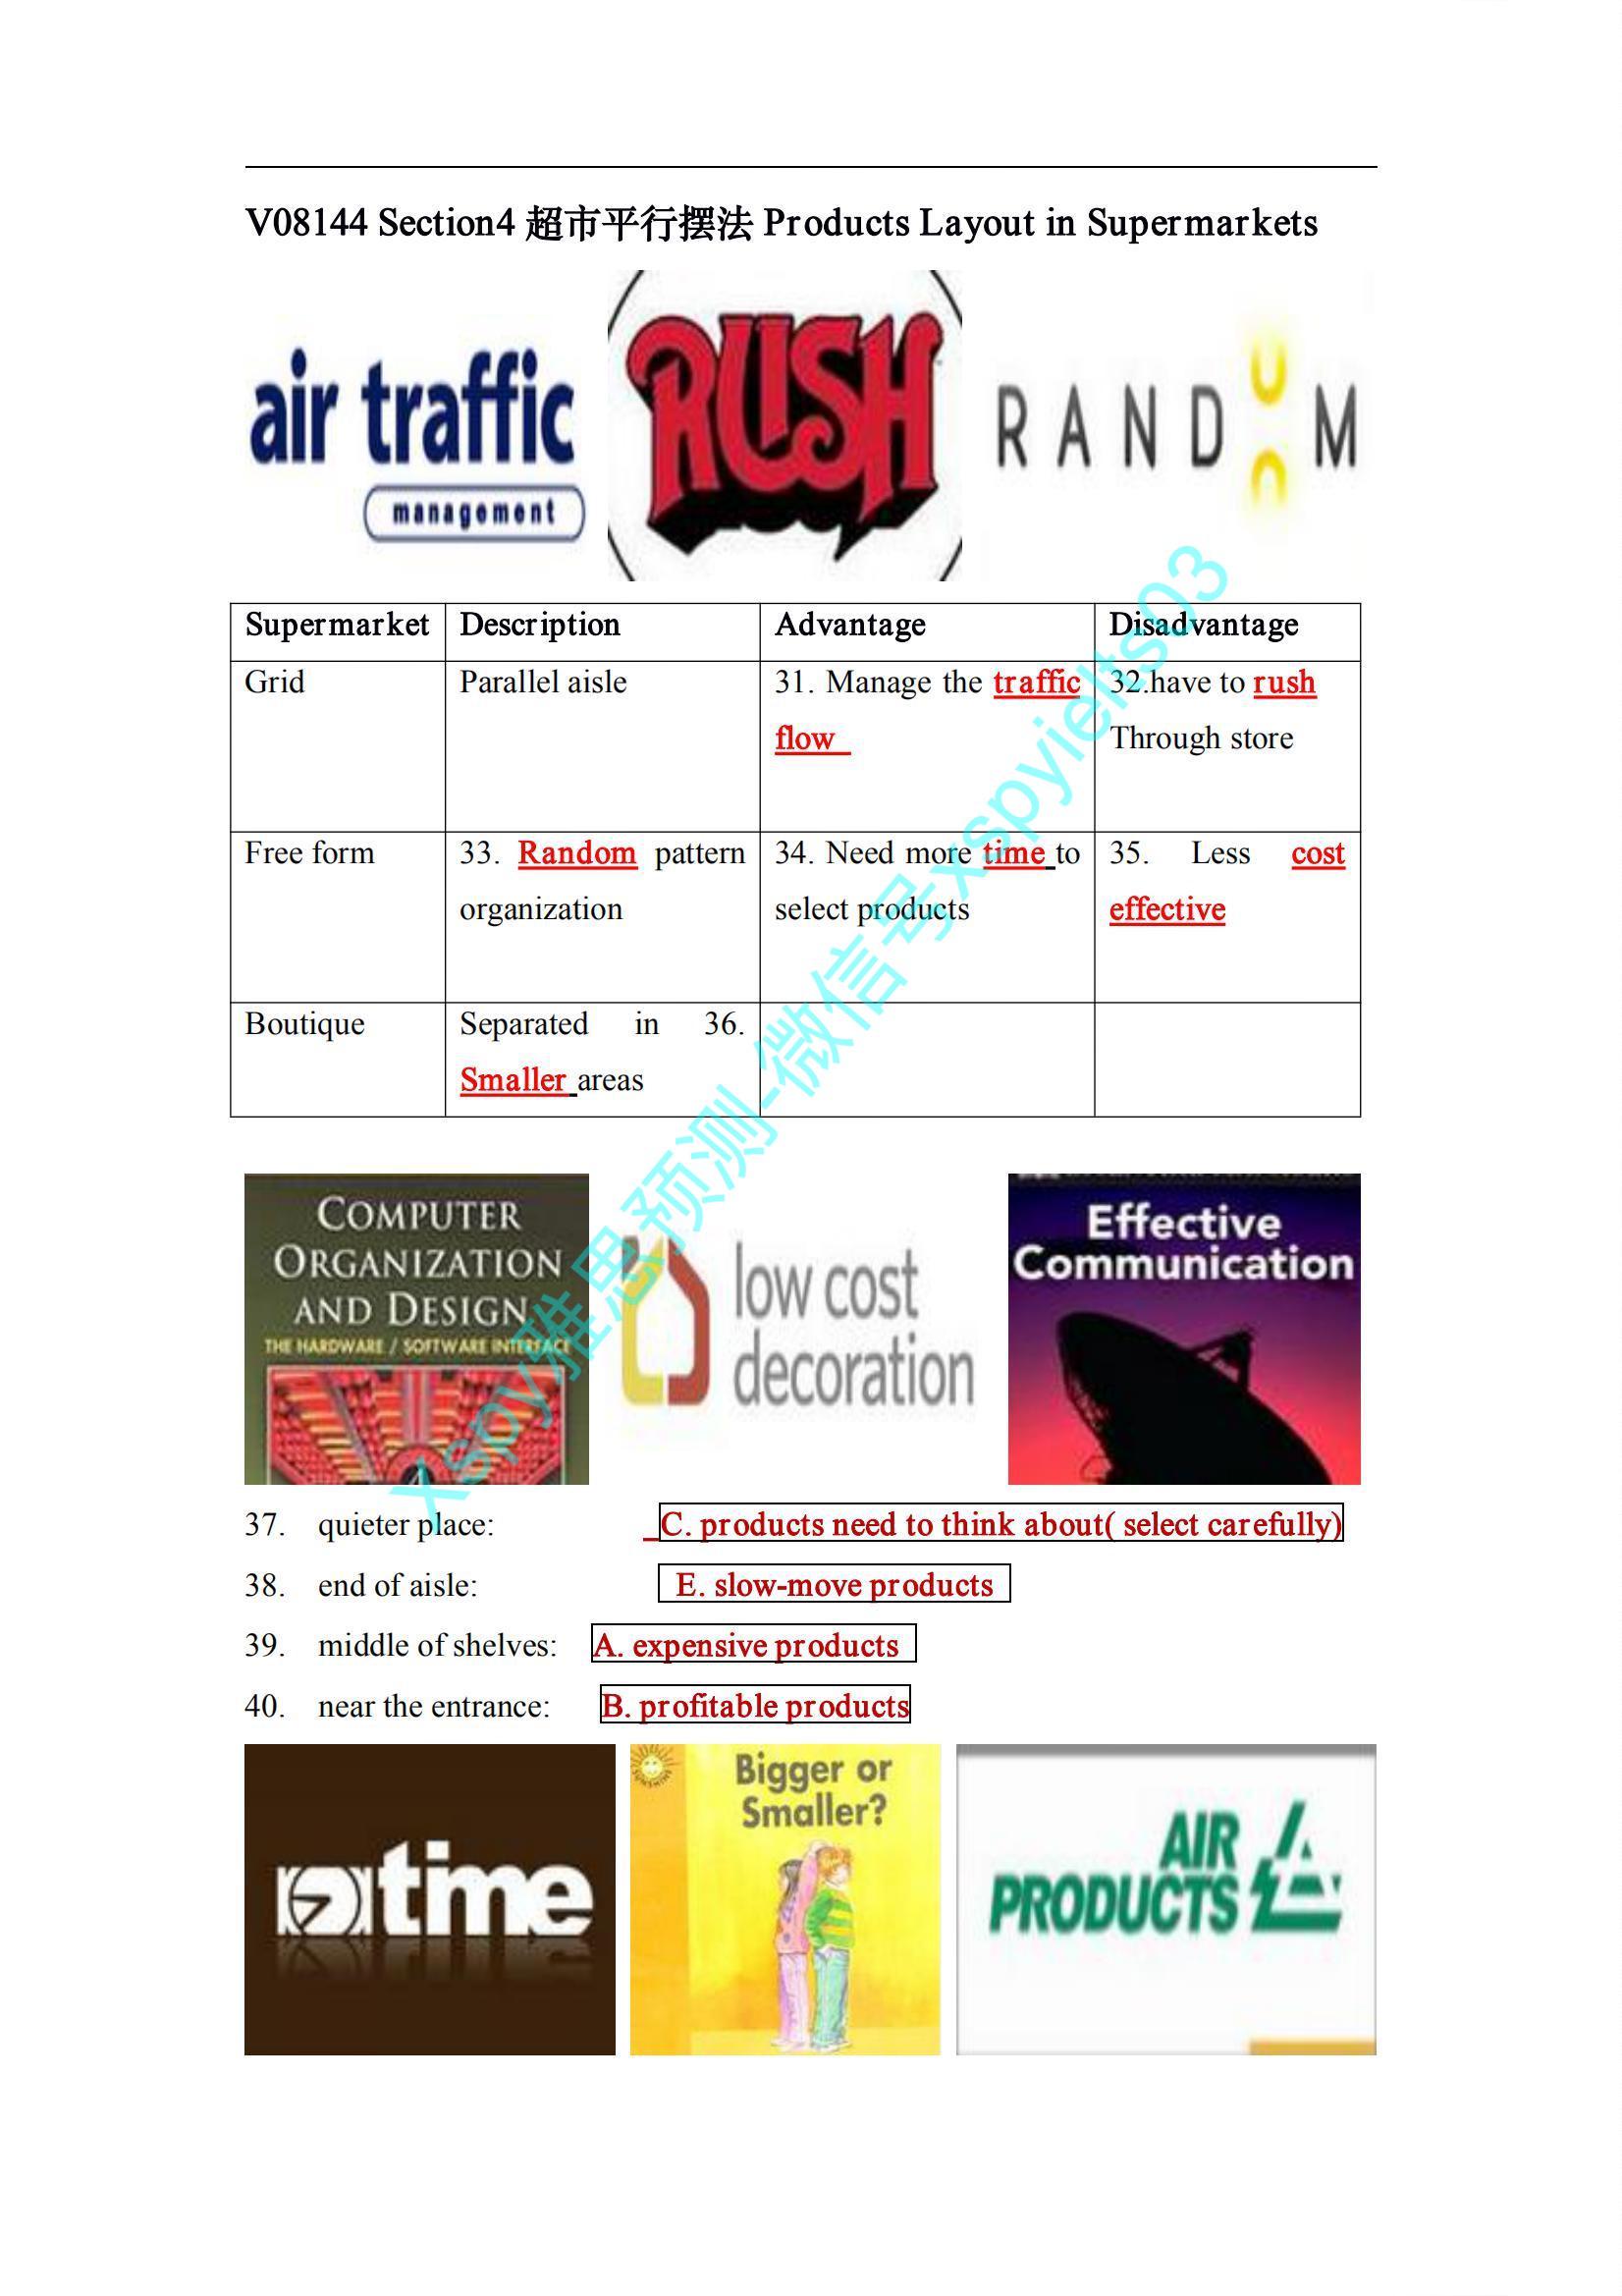 V08144 Section4 超市平行摆法 Products Layout in Supermarkets
air traffic
management
RUSH
RANDOM
Supermarket Description Advantage Disadvantage
Grid Parallel aisle 31. Manage the traffic 32.have to rush
flow Through store
Free form 33. Random pattern 34. Need more time to 35. Less cost
organization select products effective
Boutique Separated in 36.
Smaller areas
COMPUTER
ORGANIZATION
AND DESIGN
THE HARDWARE / SOFTWARE INTERFACE
low cost
decoration
Effective
Communication
37. quieter place: C. products need to think about( select carefully)
38. end of aisle: E. slow-move products
39. middle of shelves: A. expensive products
40. near the entrance: B. profitable products
time
SUNSHINE
Bigger or
Smaller?
AIR
PRODUCTS
xspy雅思预测-微信号xspyielts03